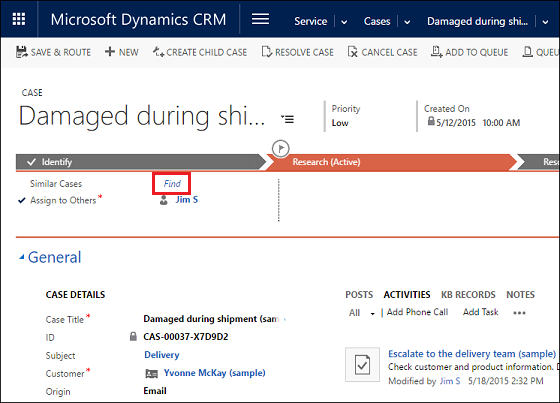 Microsoft Dynamics CRM Service Cases Damaged during shi...
SAVE & ROUTE + NEW CREATE CHILD CASE RESOLVE CASE CANCEL CASE ADD TO QUEUE QUEU
CASE
Damaged during shi...
Priority
Low
Created On
5/12/2015 10:00 AM
Identify
Research (Active)
Reso
Similar Cases Find
Assign to Others* Jim S
General
CASE DETAILS
Case Title* Damaged during shipment (sam
ID CAS-00037-X7D9D2
Subject Delivery
Customer* Yvonne McKay (sample)
Origin Email
POSTS ACTIVITIES KB RECORDS NOTES
All Add Phone Call Add Task •••
Escalate to the delivery team (sample)
Check customer and product information. D
Modified by Jim S 5/18/2015 2:32 PM